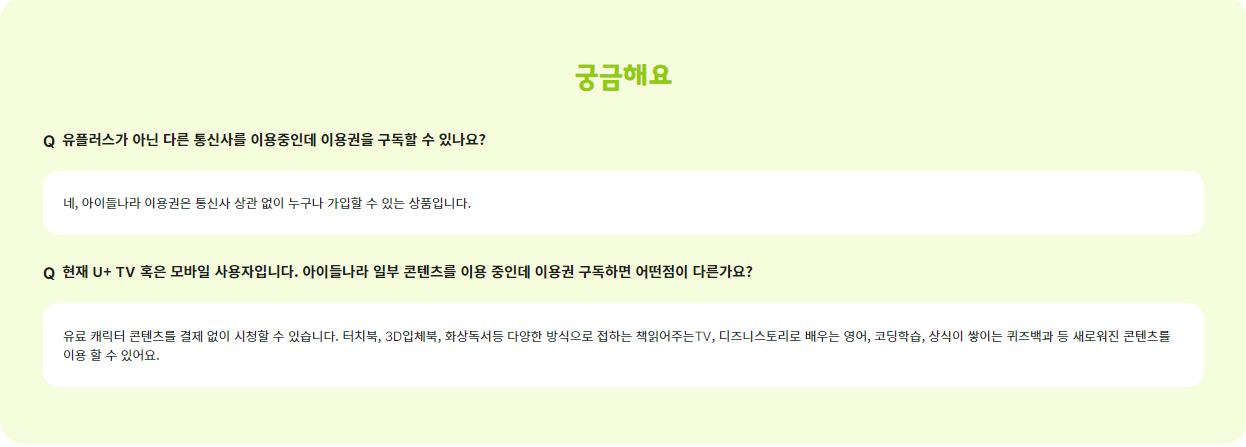 궁금해요
Q 유플러스가 아닌 다른 통신사를 이용중인데 이용권을 구독할 수 있나요?
네, 아이들나라 이용권은 통신사 상관 없이 누구나 가입할 수 있는 상품입니다.
Q 현재 U+ TV 혹은 모바일 사용자입니다. 아이들나라 일부 콘텐츠를 이용 중인데 이용권 구독하면 어떤점이 다른가요?
유료 캐릭터 콘텐츠를 결제 없이 시청할 수 있습니다. 터치북, 3D입체북, 화상독서등 다양한 방식으로 접하는 책읽어주는TV, 디즈니스토리로 배우는 영어, 코딩학습, 상식이 쌓이는 퀴즈백과 등 새로워진 콘텐츠를
이용 할 수 있어요.